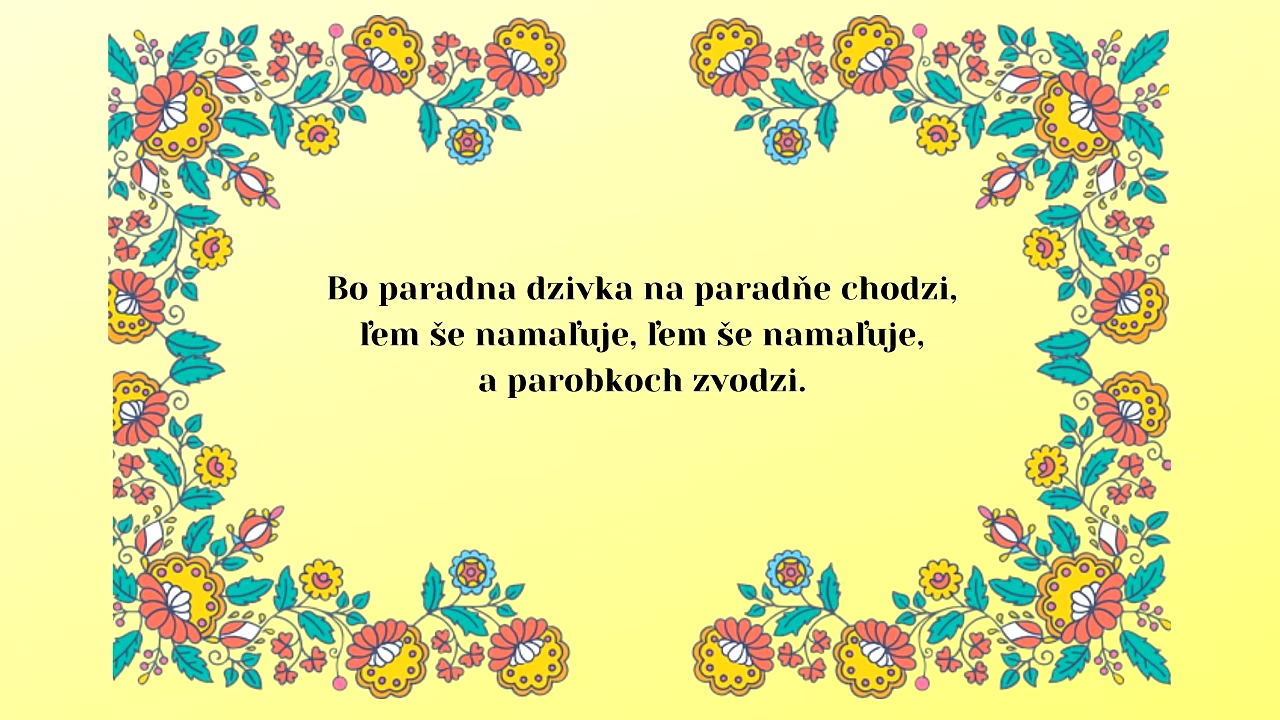 Bo paradna dzivka na paradňe chodzi,
ľem še namaľuje, ľem še namaľuje,
a parobkoch zvodzi.